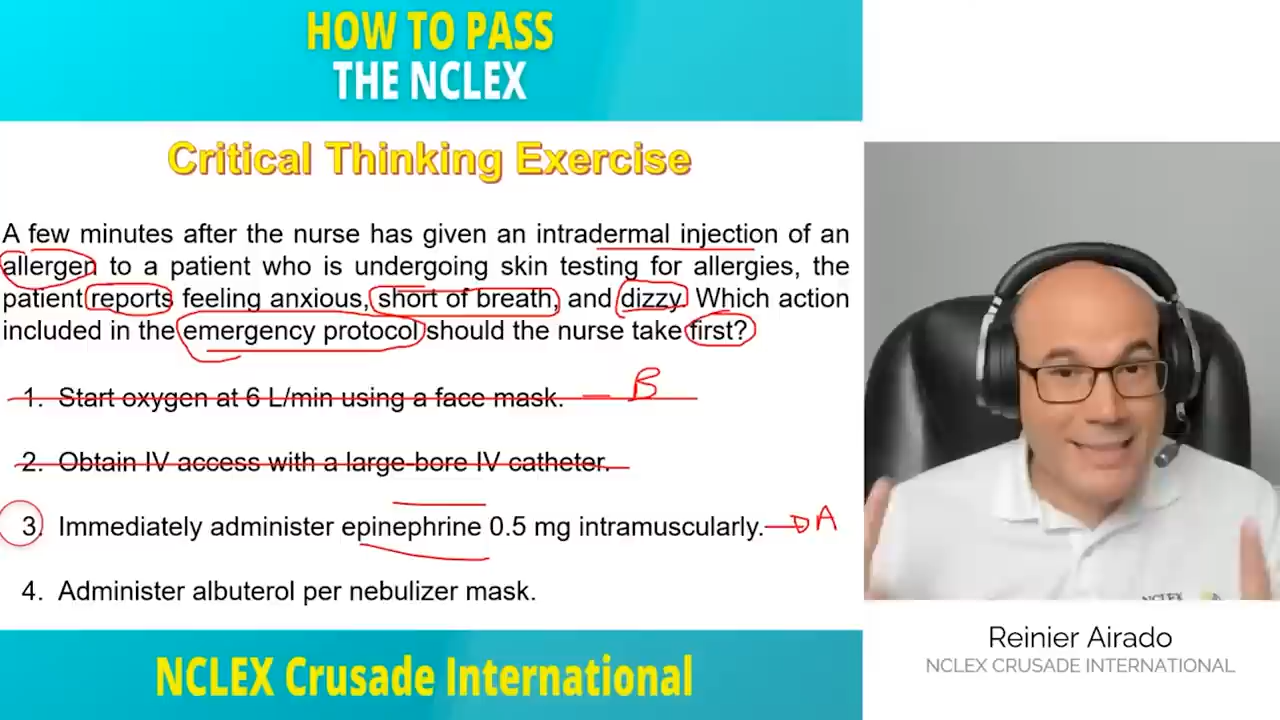 HOW TO PASS
THE NCLEX
Critical Thinking Exercise
A few minutes after the nurse has given an intradermal injection of an
allergen to a patient who is undergoing skin testing for allergies, the
patient reports feeling anxious, short of breath, and dizzy. Which action
included in the emergency protocol should the nurse take first?
1. Start oxygen at 6 L/min using a face mask. – B
2. Obtain IV access with a large-bore IV catheter.
3. Immediately administer epinephrine 0.5 mg intramuscularly. A
4. Administer albuterol per nebulizer mask.
NCLEX Crusade International
NCLEX
Reinier Airado
NCLEX CRUSADE INTERNATIONAL